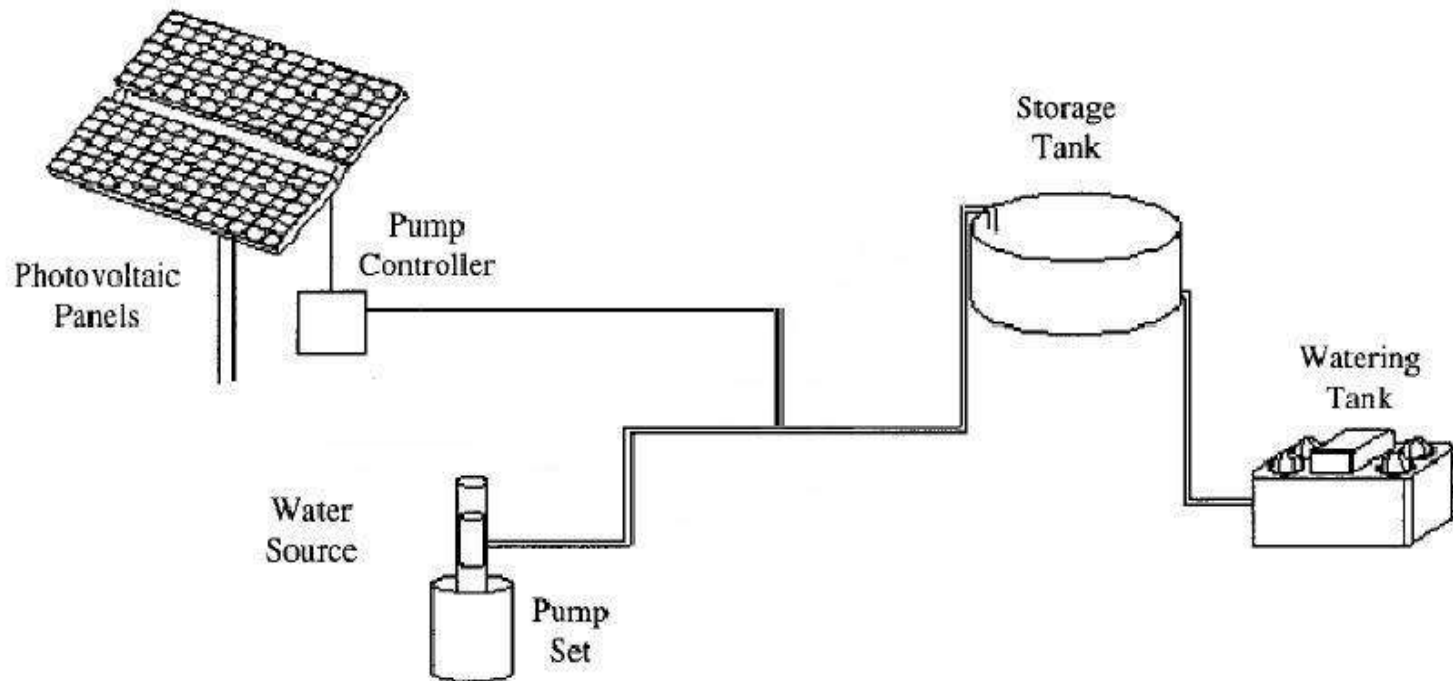 Storage
Tank
Pump
Controller
Photovoltaic
Panels
Watering
Tank
Water
Source
Pump
Set